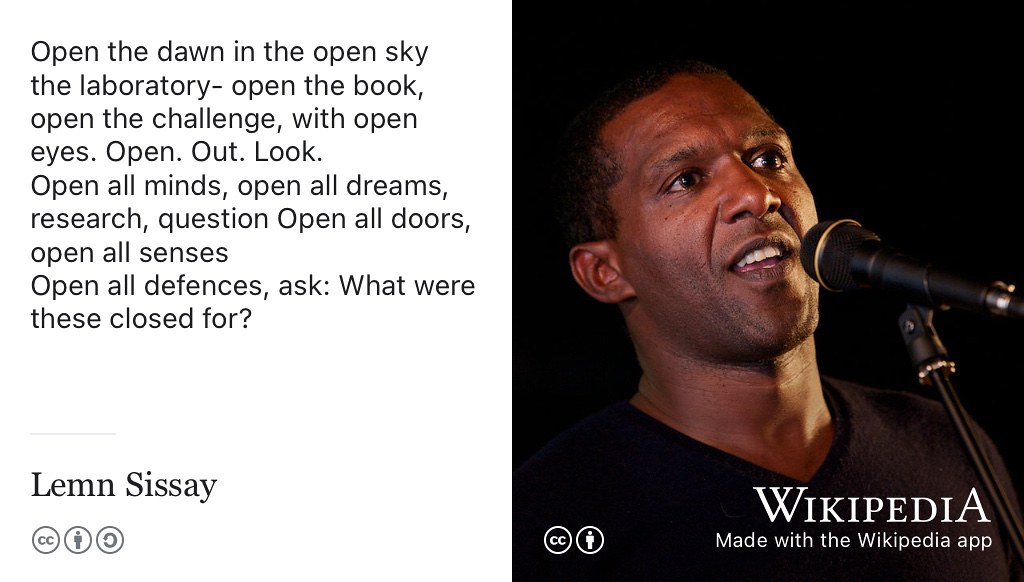 Open the dawn in the open sky
the laboratory- open the book,
open the challenge, with open
eyes. Open. Out. Look.
Open all minds, open all dreams,
research, question Open all doors,
open all senses
Open all defences, ask: What were
these closed for?
Lemn Sissay
cc
cc
WIKIPEDIA
Made with the Wikipedia app